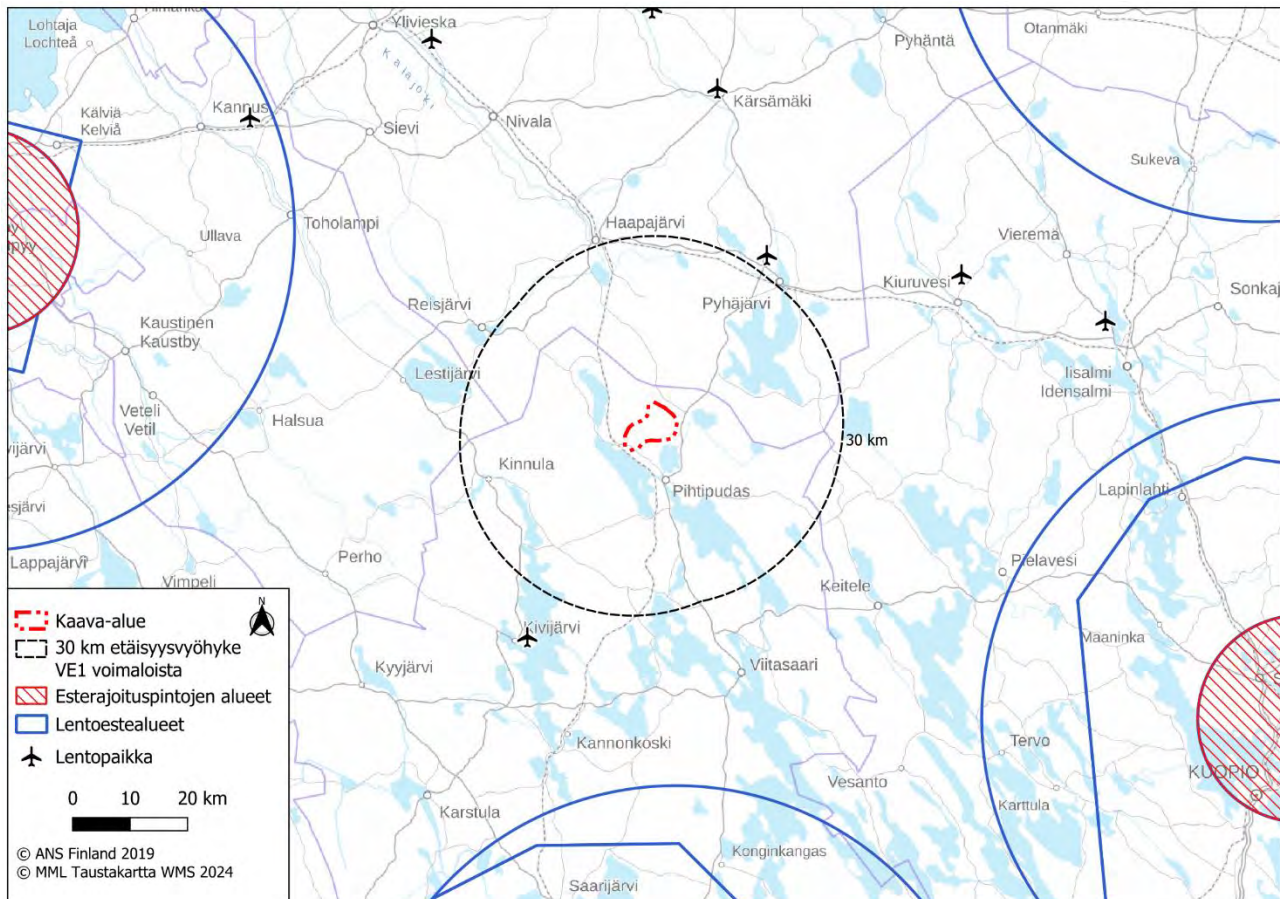 Lohtaja
Lochteå
Ylivieska
Pyhäntä
Otanmäki
Kalajoki
Kälviä
Kelviå
Kannus
Sievi
Nivala
Kärsämäki
Sukeva
Toholampi
Ullava
Haapajärvi
Vieremä
Kiuruvesi
Pyhäjärvi
Sonkaj
Reisjärvi
Kaustinen
Kaustby
Lestijärvi
Iisalmi
Idensalmi
Veteli
Vetil
Halsua
30 km
Kinnula
Pihtipudas
Lapinlahti
Lappajärvi
Vimpeli
Perho
Keitele
Pielavesi
Maaninka
Kivijärvi
Kyyjärvi
Viitasaari
Kannonkoski
Tervo
Vesanto
Karttula
KUOPIO
Karstula
Konginkangas
Saarijärvi
N
Kaava-alue
30 km etäisyysvyöhyke
VE1 voimaloista
Esterajoituspintojen alueet
Lentoestealueet
Lentopaikka
0 10 20 km
© ANS Finland 2019
© MML Taustakartta WMS 2024